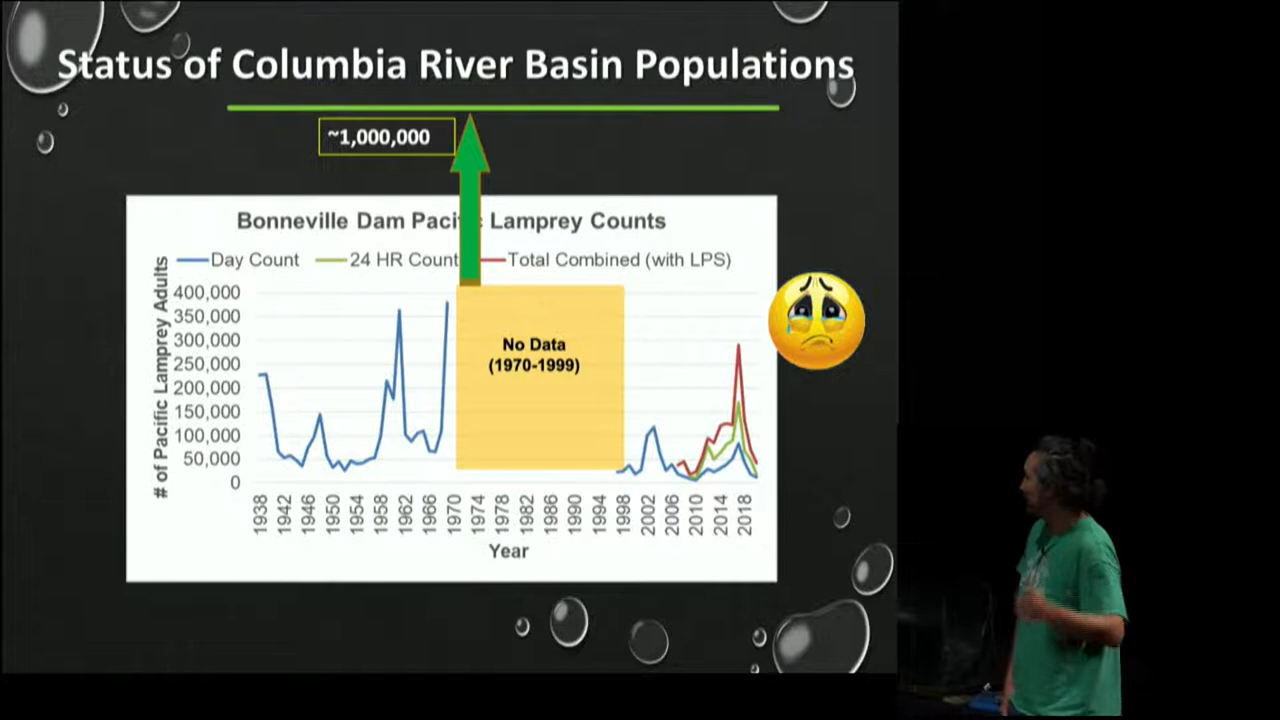 Status of Columbia River Basin Populations
~1,000,000
Bonneville Dam Pacific Lamprey Counts
Day Count 24 HR Count Total Combined (with LPS)
# of Pacific Lamprey Adults
400,000
350,000
300,000
250,000
200,000
150,000
100,000
50,000
0
No Data
(1970-1999)
1938 1942 1946 1950 1954 1958 1962 1966 1970 1974 1978 1982 1986 1990 1994 1998 2002 2006 2010 2014 2018
Year